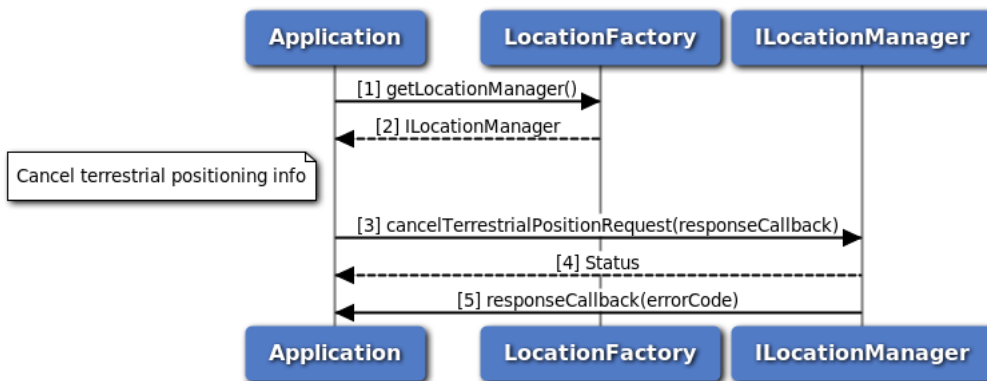 Application LocationFactory ILocationManager
[1] getLocationManager()
[2] ILocationManager
Cancel terrestrial positioning info
[3] cancelTerrestrialPositionRequest(responseCallback)
[4] Status
[5] responseCallback(errorCode)
Application LocationFactory ILocationManager